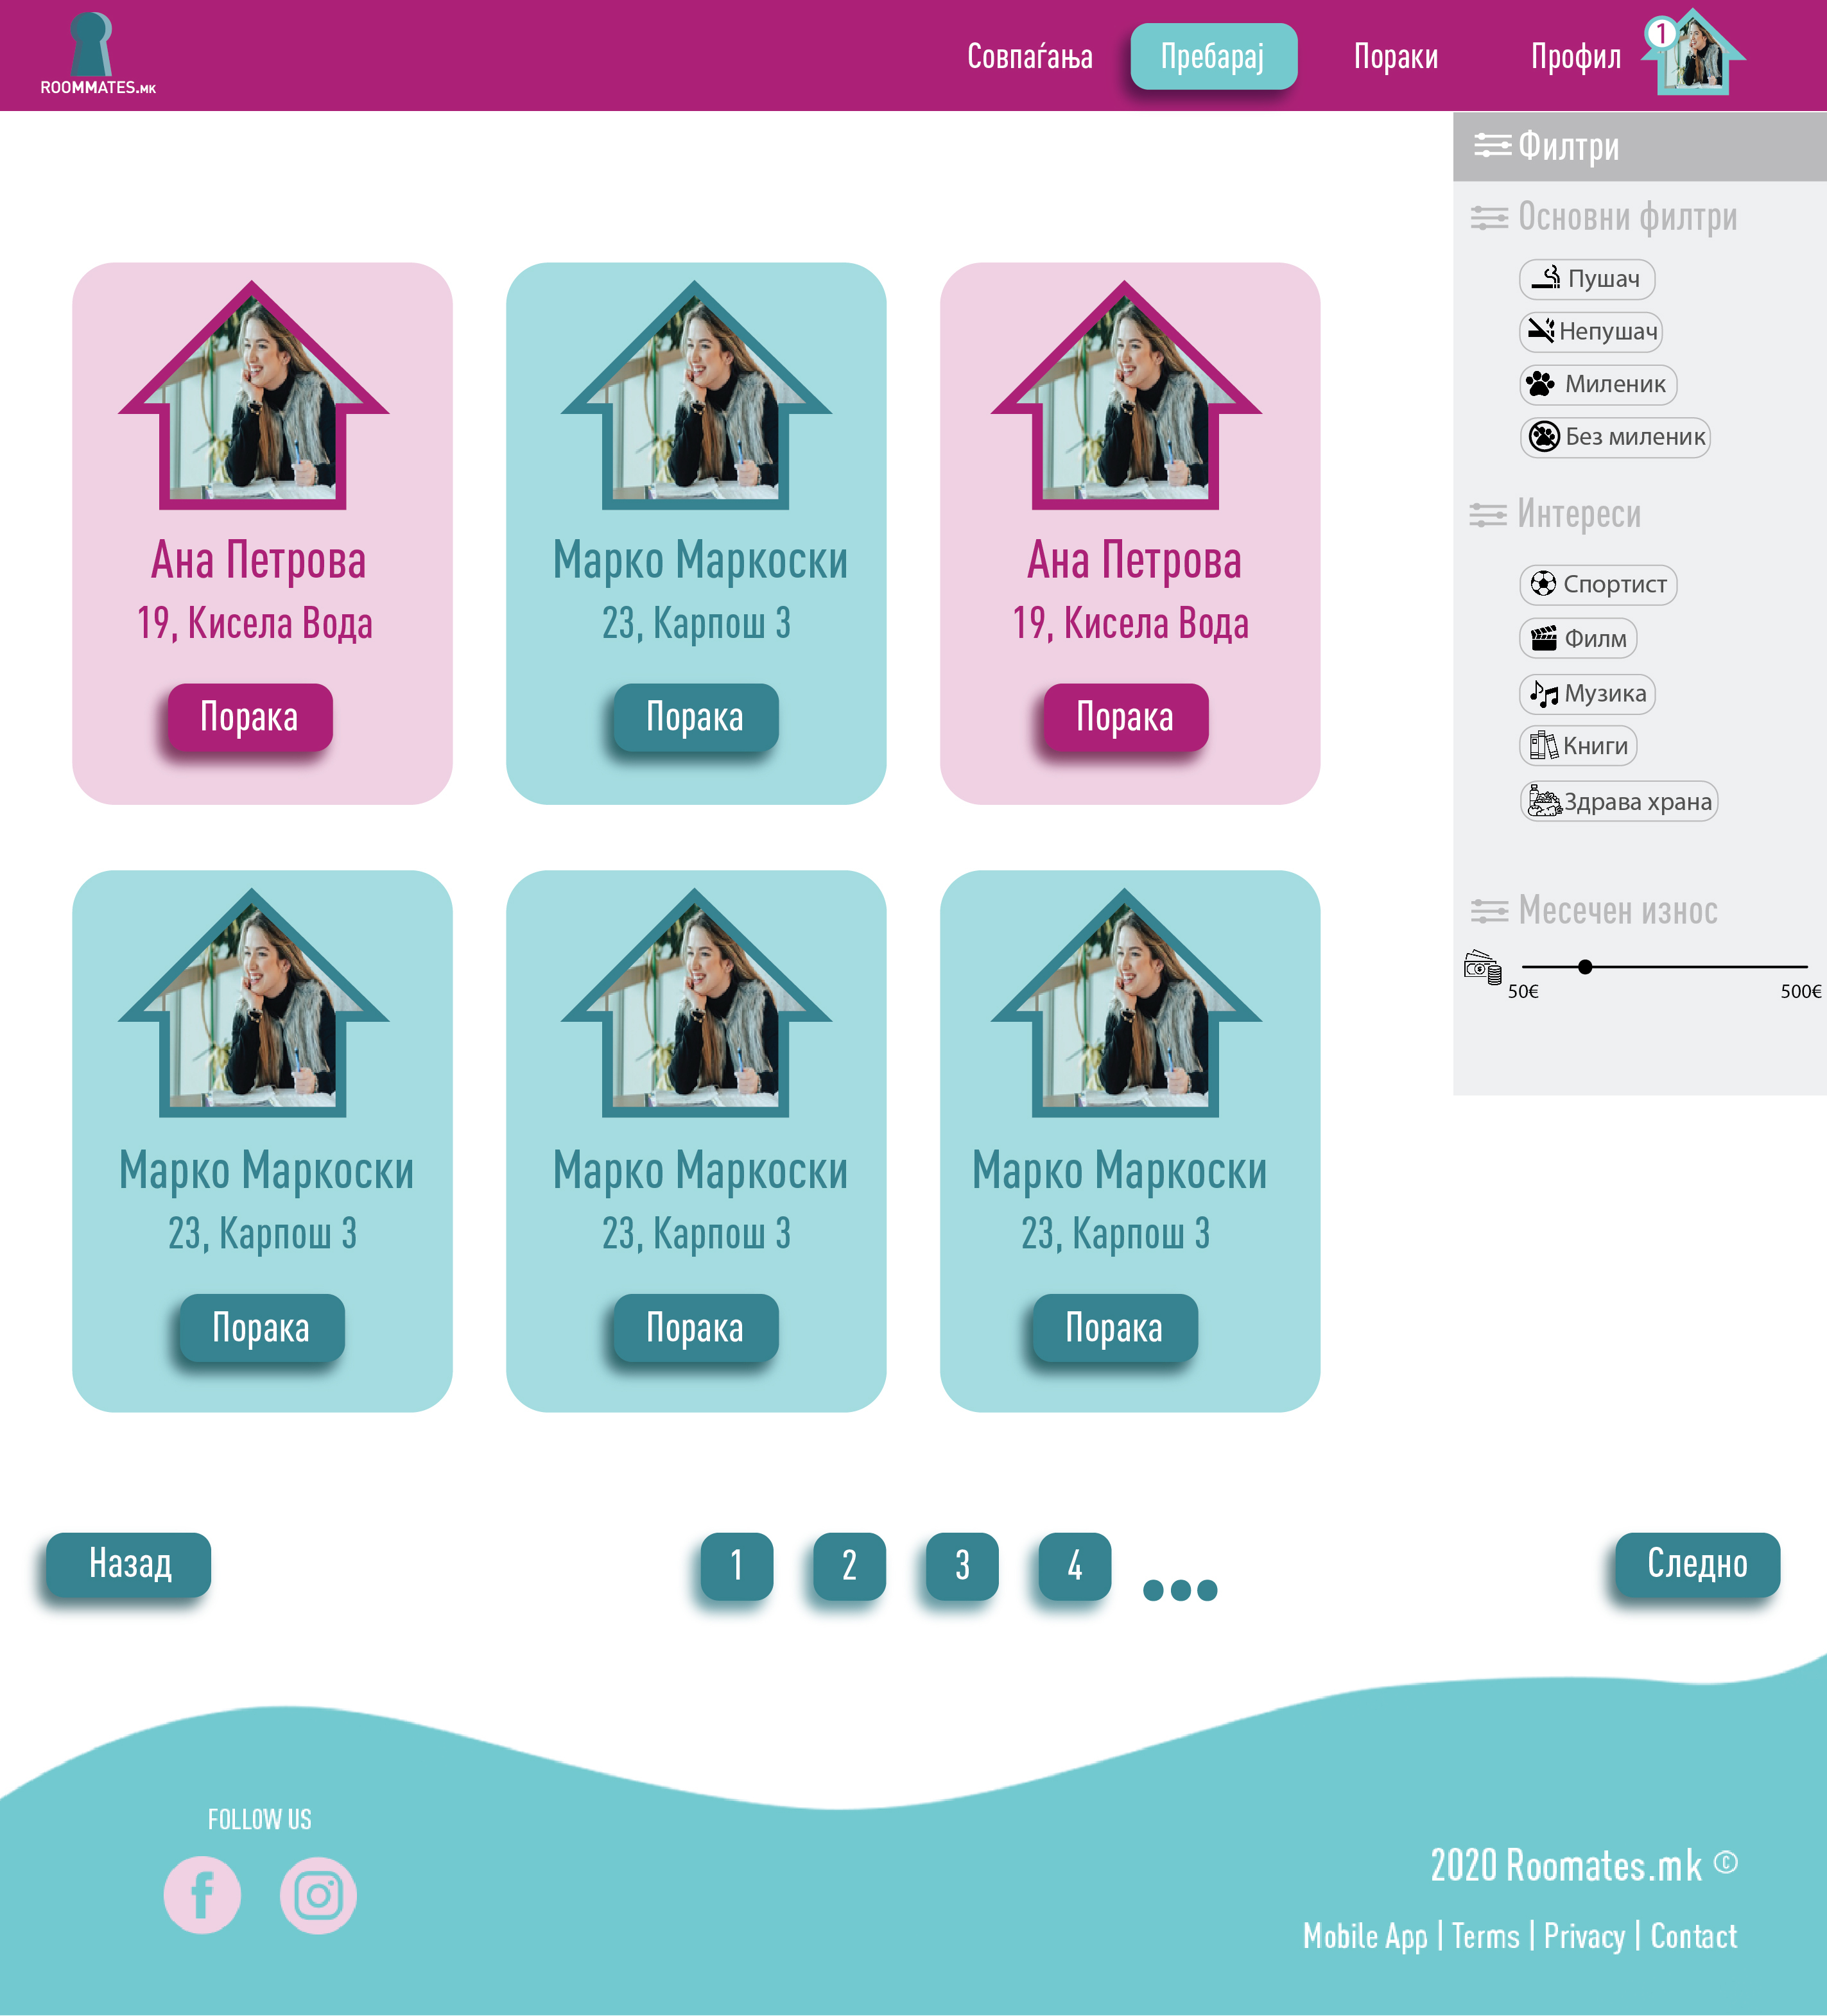 ROOMMATES.MK
Совпаѓања
Пребарај
Пораки
Профил
1
Филтри
Основни филтри
Пушач
Непушач
Миленик
Без миленик
Интереси
Спортист
Филм
Музика
Книги
Здрава храна
Месечен износ
50€
500€
Ана Петрова
19, Кисела Вода
Порака
Марко Маркоски
23, Карпош 3
Порака
Ана Петрова
19, Кисела Вода
Порака
Марко Маркоски
23, Карпош 3
Порака
Марко Маркоски
23, Карпош 3
Порака
Марко Маркоски
23, Карпош 3
Порака
Назад
1
2
3
4
...
Следно
FOLLOW US
2020 Roomates.mk ©
Mobile App | Terms | Privacy | Contact